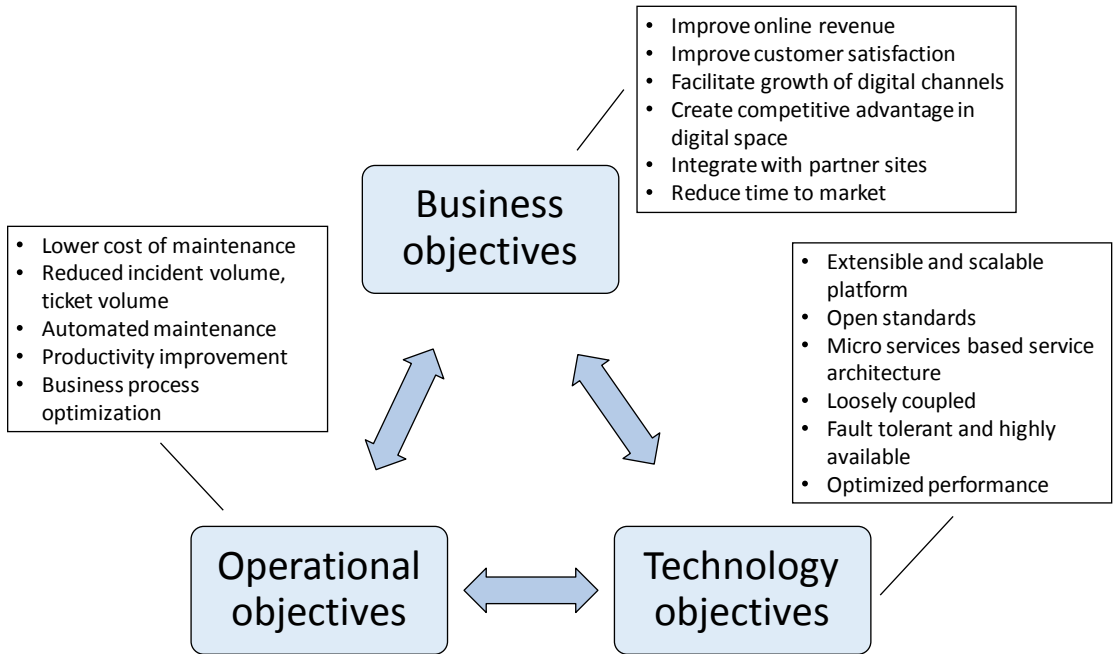 • Improve online revenue
• Improve customer satisfaction
• Facilitate growth of digital channels
• Create competitive advantage in
digital space
• Integrate with partner sites
• Reduce time to market
Business
objectives
• Lower cost of maintenance
• Reduced incident volume,
ticket volume
• Automated maintenance
• Productivity improvement
• Business process
optimization
• Extensible and scalable
platform
• Open standards
• Micro services based service
architecture
• Loosely coupled
• Fault tolerant and highly
available
• Optimized performance
Operational
objectives
Technology
objectives